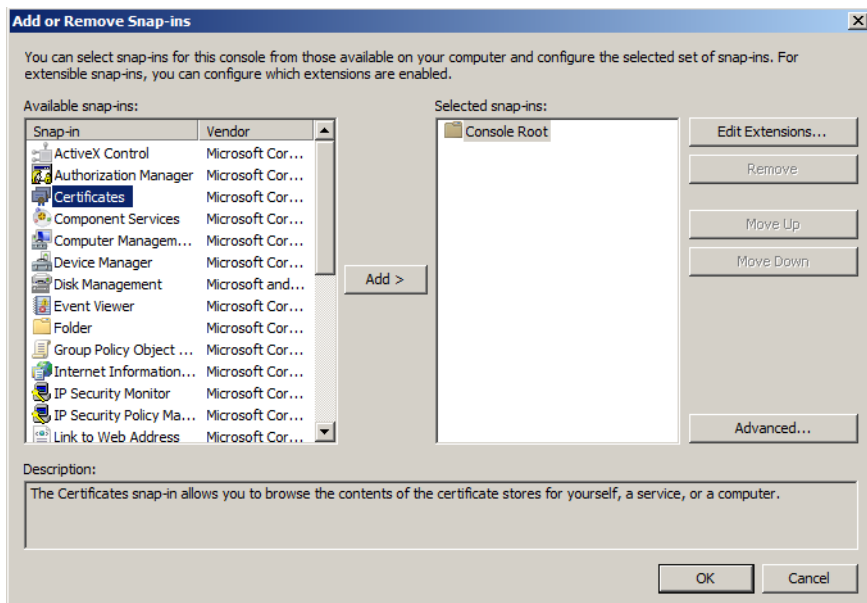 Add or Remove Snap-ins
You can select snap-ins for this console from those available on your computer and configure the selected set of snap-ins. For
extensible snap-ins, you can configure which extensions are enabled.
Available snap-ins:
Selected snap-ins:
Snap-in Vendor
ActiveX Control Microsoft Cor...
Authorization Manager Microsoft Cor...
Certificates Microsoft Cor...
Component Services Microsoft Cor...
Computer Managem... Microsoft Cor...
Device Manager Microsoft Cor...
Disk Management Microsoft and...
Event Viewer Microsoft Cor...
Folder Microsoft Cor...
Group Policy Object ... Microsoft Cor...
Internet Information... Microsoft Cor...
IP Security Monitor Microsoft Cor...
IP Security Policy Ma... Microsoft Cor...
Link to Web Address Microsoft Cor...
Add >
Console Root
Edit Extensions...
Remove
Move Up
Move Down
Advanced...
Description:
The Certificates snap-in allows you to browse the contents of the certificate stores for yourself, a service, or a computer.
OK
Cancel